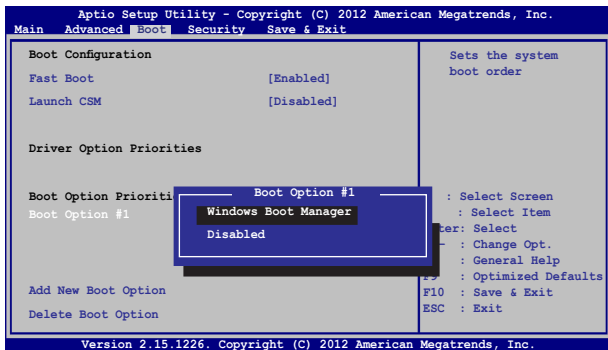 Aptio Setup Utility - Copyright (C) 2012 American Megatrends, Inc.
Main Advanced Boot Security Save & Exit
Boot Configuration
Fast Boot [Enabled]
Launch CSM [Disabled]
Driver Option Priorities
Boot Option Prioriti
Boot Option #1
Add New Boot Option
Delete Boot Option
Boot Option #1
Windows Boot Manager
Disabled
Sets the system
boot order
: Select Screen
: Select Item
ter: Select
- : Change Opt.
: General Help
F9 : Optimized Defaults
F10 : Save & Exit
ESC : Exit
Version 2.15.1226. Copyright (C) 2012 American Megatrends, Inc.